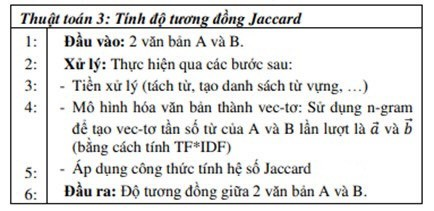 Thuật toán 3: Tính độ tương đồng Jaccard
1: Đầu vào: 2 văn bản A và B.
2: Xử lý: Thực hiện qua các bước sau:
3: - Tiền xử lý (tách từ, tạo danh sách từ vựng, …)
4: - Mô hình hóa văn bản thành vec-tơ: Sử dụng n-gram
để tạo vec-tơ tần số từ của A và B lần lượt là a⃗ và b⃗
(bằng cách tính TF*IDF)
5: - Áp dụng công thức tính hệ số Jaccard
6: Đầu ra: Độ tương đồng giữa 2 văn bản A và B.